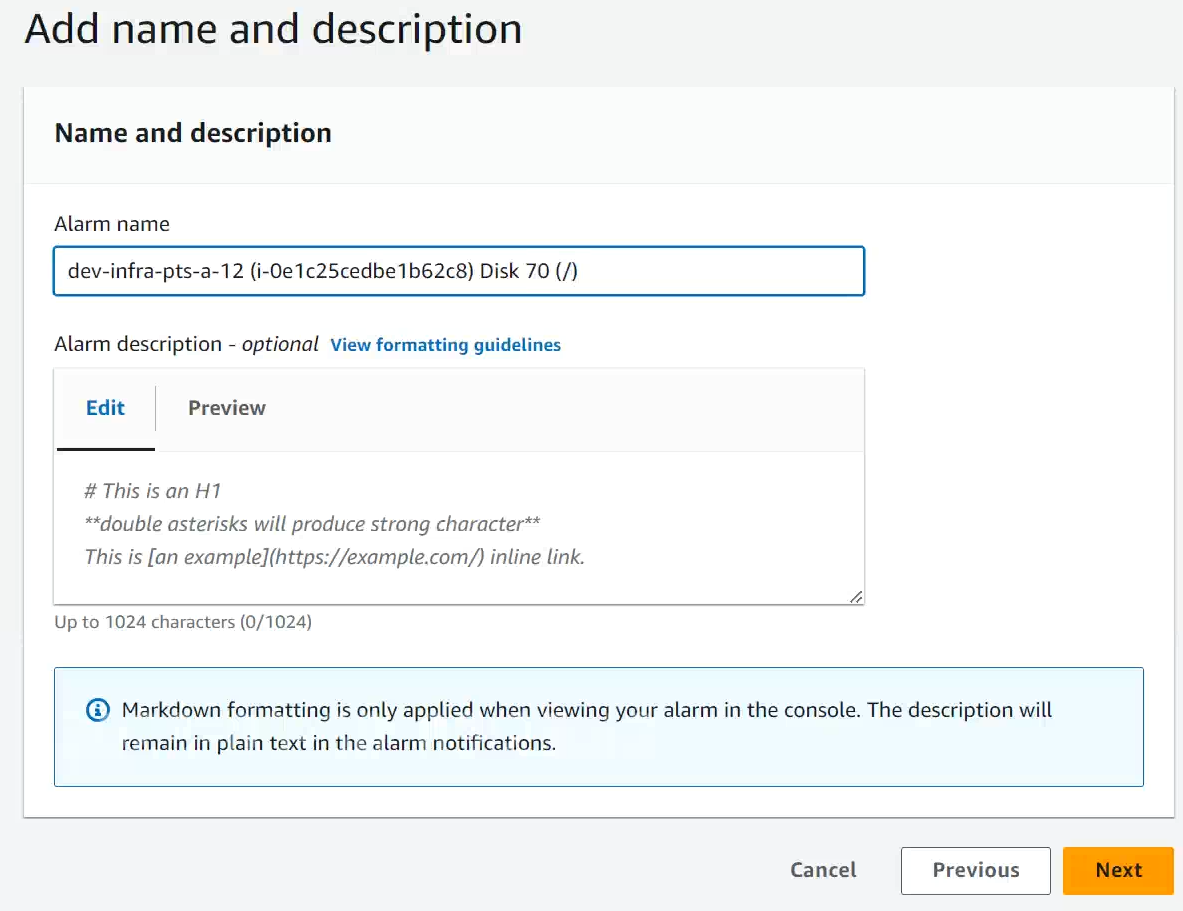 Add name and description
Name and description
Alarm name
dev-infra-pts-a-12 (i-0e1c25cedbe1b62c8) Disk 70 (/)
Alarm description - optional View formatting guidelines
Edit Preview
# This is an H1
**double asterisks will produce strong character**
This is [an example](https://example.com/) inline link.
Up to 1024 characters (0/1024)
Markdown formatting is only applied when viewing your alarm in the console. The description will
remain in plain text in the alarm notifications.
Cancel Previous Next